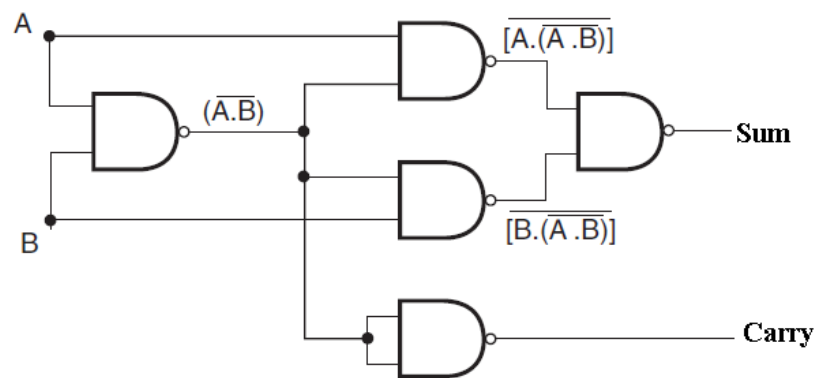 A
[A.(A .B)]
(A.B)
Sum
B
[B.(A .B)]
Carry